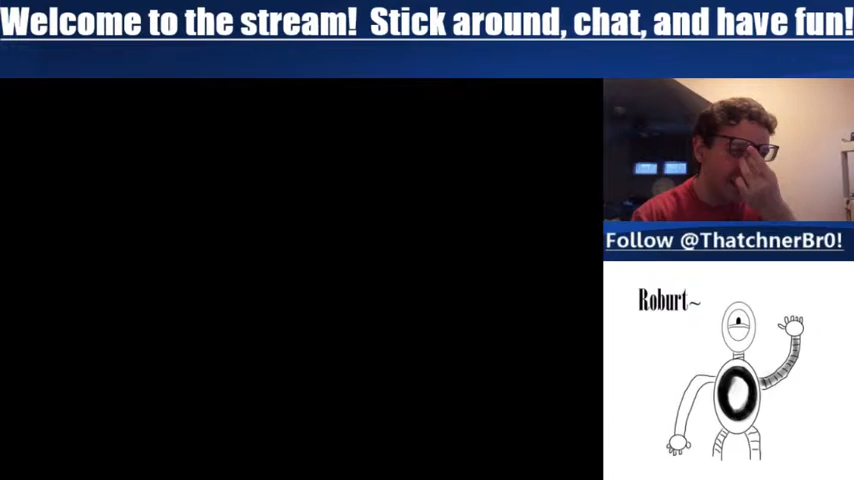 Welcome to the stream! Stick around, chat, and have fun!
Follow @ThatchnerBr0!
Roburt~